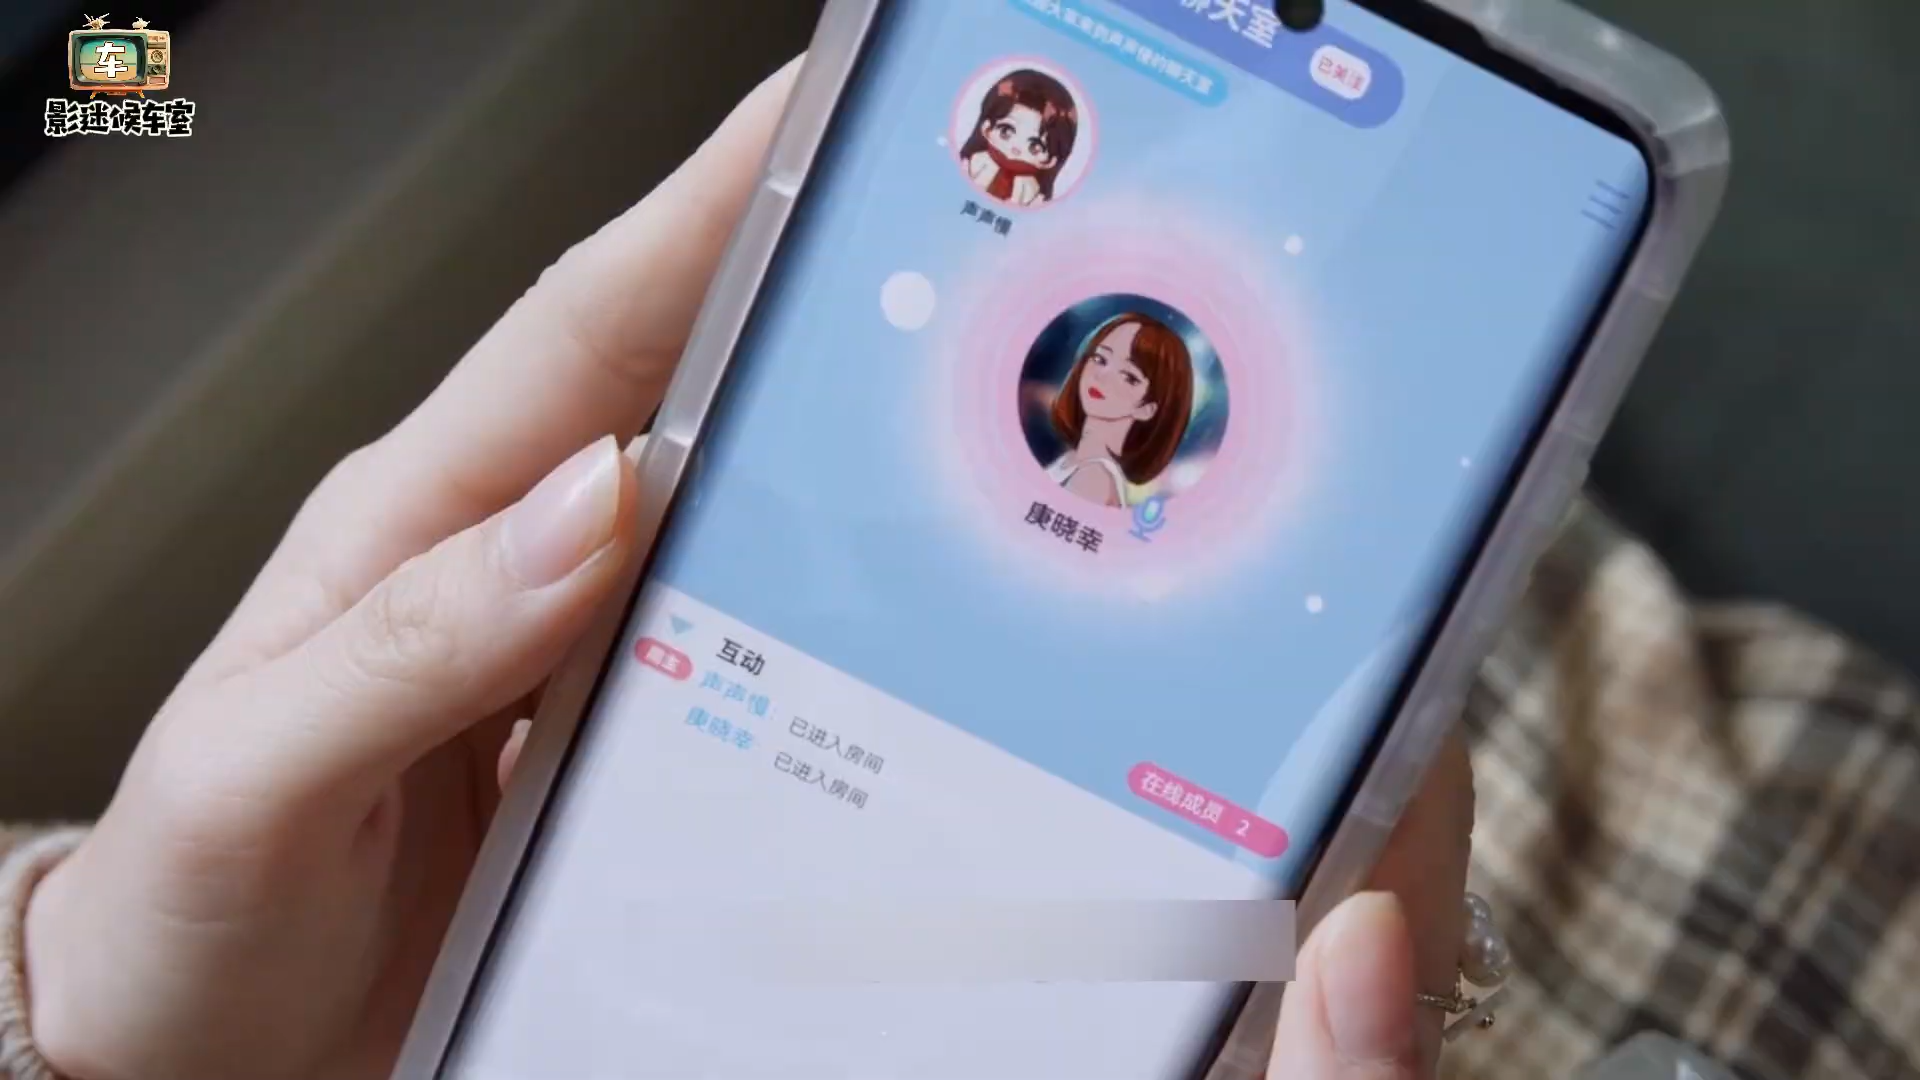 车
影迷候车室
聊天室
已关注
声声慢
庚晓幸
互动
房主
声声慢: 已进入房间
庚晓幸: 已进入房间
在线成员 2